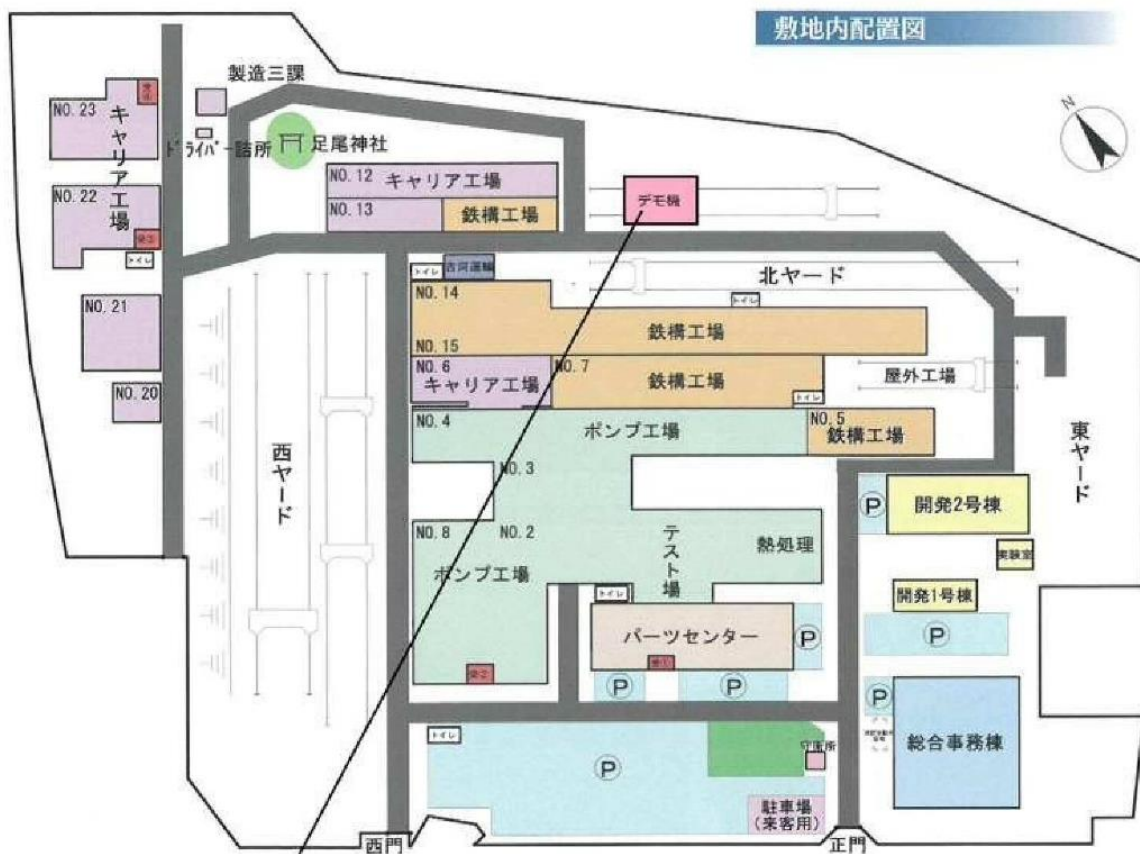 敷地内配置図
N
製造三課
NO. 23
キャリア工場
ドライバー詰所
足尾神社
NO. 12
キャリア工場
NO. 13
鉄構工場
デモ機
NO. 22
トイレ
トイレ
古河運輸
北ヤード
NO. 21
NO. 14
トイレ
鉄構工場
NO. 15
NO. 6
キャリア工場
NO. 7
鉄構工場
屋外工場
NO. 20
トイレ
NO. 4
ポンプ工場
NO. 5
鉄構工場
西ヤード
東ヤード
NO. 3
P
開発2号棟
NO. 8
NO. 2
テスト場
熱処理
実験室
ポンプ工場
トイレ
開発1号棟
パーツセンター
P
P
P
P
P
総合事務棟
トイレ
守衛所
P
駐車場
(来客用)
西門
正門